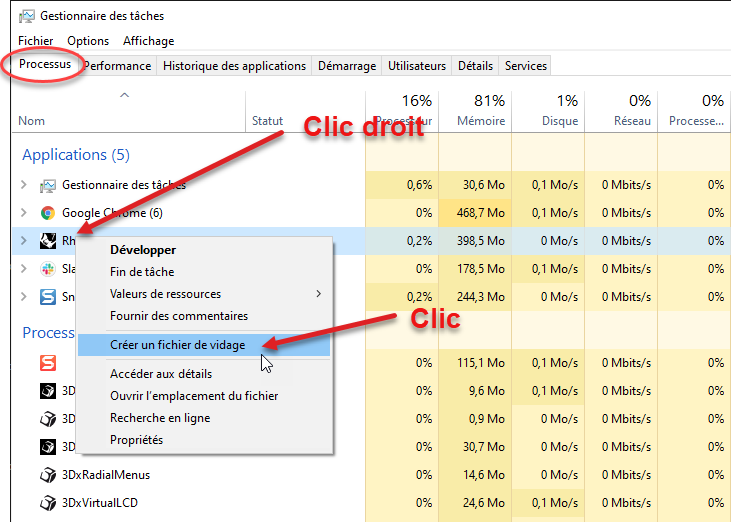 Gestionnaire des tâches
Fichier Options Affichage
Processus Performance Historique des applications Démarrage Utilisateurs Détails Services
16% 81% 1% 0% 0%
Nom Statut Processeur Mémoire Disque Réseau Processe...
Clic droit
Applications (5)
Gestionnaire des tâches 0,6% 30,6 Mo 0,1 Mo/s 0 Mbits/s 0%
Google Chrome (6) 0% 468,7 Mo 0,1 Mo/s 0 Mbits/s 0%
Rh 0,2% 398,5 Mo 0 Mo/s 0 Mbits/s 0%
Sla 0% 178,5 Mo 0,1 Mo/s 0 Mbits/s 0%
Sn 0,2% 244,3 Mo 0 Mo/s 0 Mbits/s 0%
Développer
Fin de tâche
Valeurs de ressources
Fournir des commentaires
Créer un fichier de vidage
Accéder aux détails
Ouvrir l'emplacement du fichier
Recherche en ligne
Propriétés
Clic
Process
0% 115,1 Mo 0,1 Mo/s 0 Mbits/s 0%
3D 0% 9,6 Mo 0,1 Mo/s 0 Mbits/s 0%
3D 0% 0,9 Mo 0 Mo/s 0 Mbits/s 0%
3D 0% 30,7 Mo 0 Mo/s 0 Mbits/s 0%
3DxRadialMenus 0% 14,6 Mo 0 Mo/s 0 Mbits/s 0%
3DxVirtualLCD 0% 24,6 Mo 0,1 Mo/s 0 Mbits/s 0%